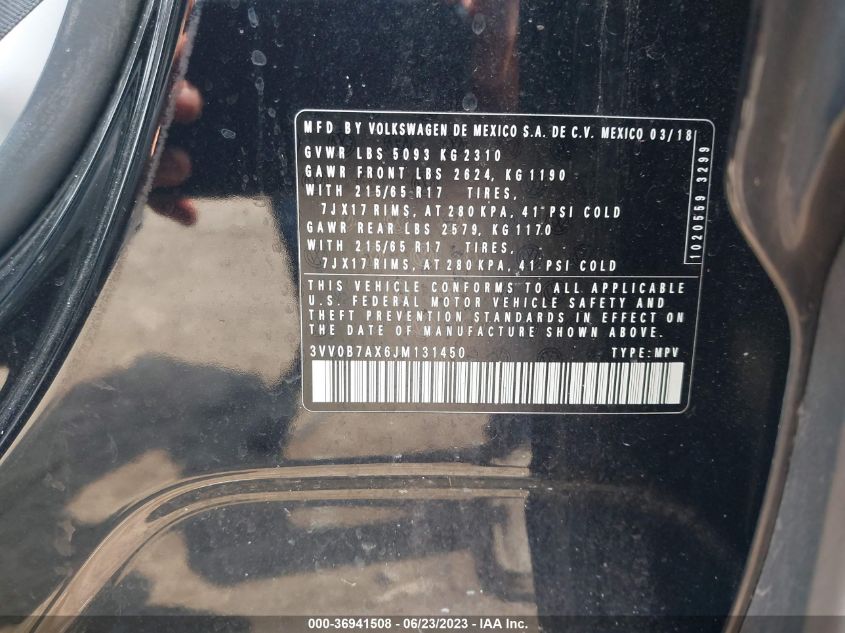 MFD BY VOLKSWAGEN DE MEXICO S.A. DE C.V. MEXICO 03/18
GVWR LBS 5093 KG 2310
GAWR FRONT LBS 2624, KG 1190
WITH 215/65 R17 TIRES,
7JX17 RIMS, AT 280 KPA, 41 PSI COLD
GAWR REAR LBS 2579, KG 1170
WITH 215/65 R17 TIRES,
7JX17 RIMS, AT 280 KPA, 41 PSI COLD
1020559 3299
THIS VEHICLE CONFORMS TO ALL APPLICABLE
U.S. FEDERAL MOTOR VEHICLE SAFETY AND
THEFT PREVENTION STANDARDS IN EFFECT ON
THE DATE OF MANUFACTURE SHOWN ABOVE.
3VV0B7AX6JM131450 TYPE: MPV
000-36941508 - 06/23/2023 - IAAI Inc.